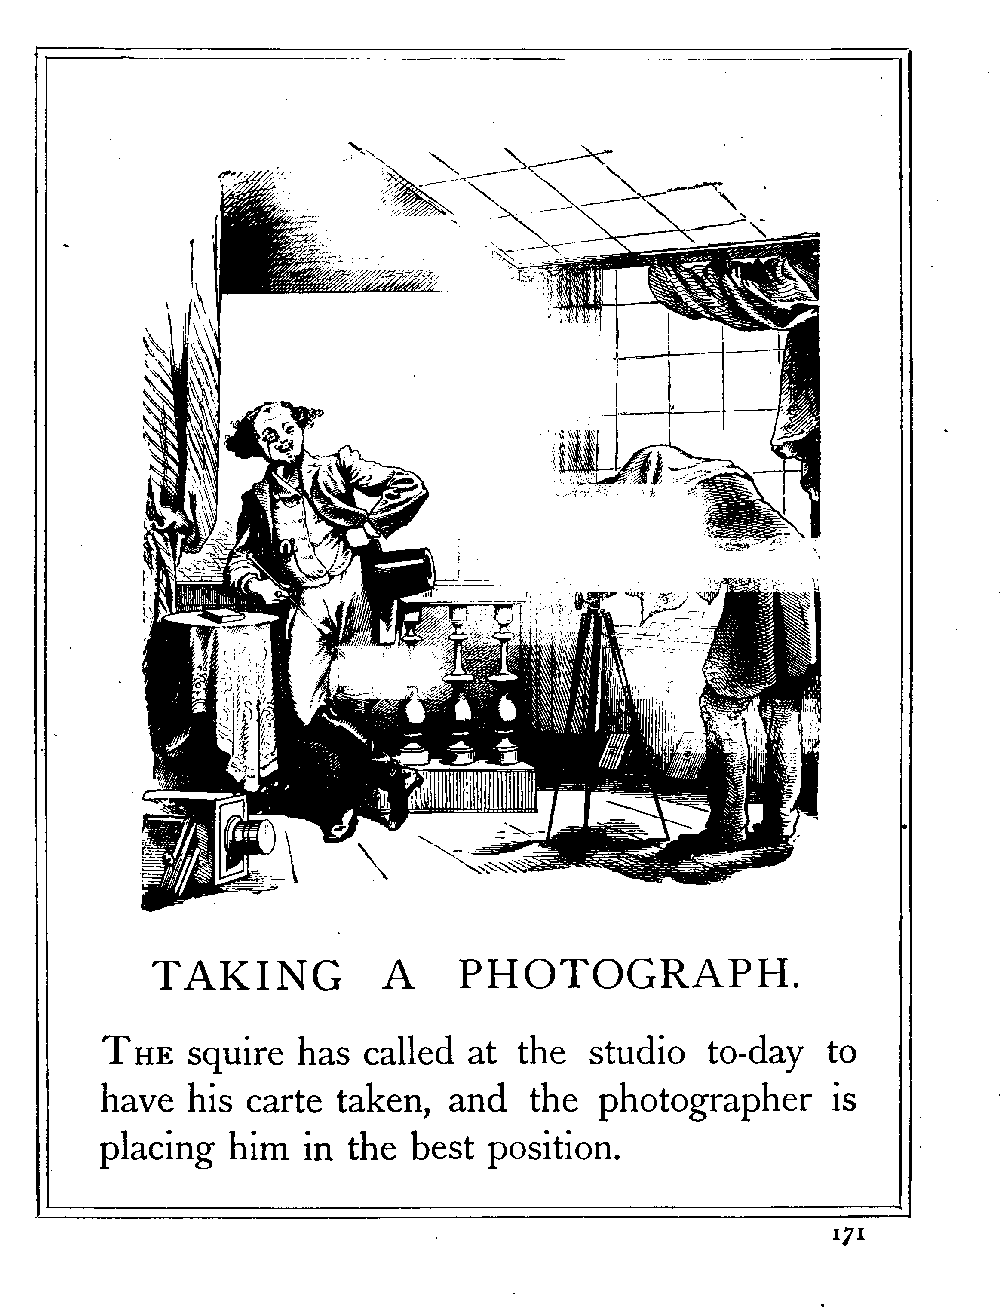 TAKING A PHOTOGRAPH.
THE squire has called at the studio to-day to
have his carte taken, and the photographer is
placing him in the best position.
171